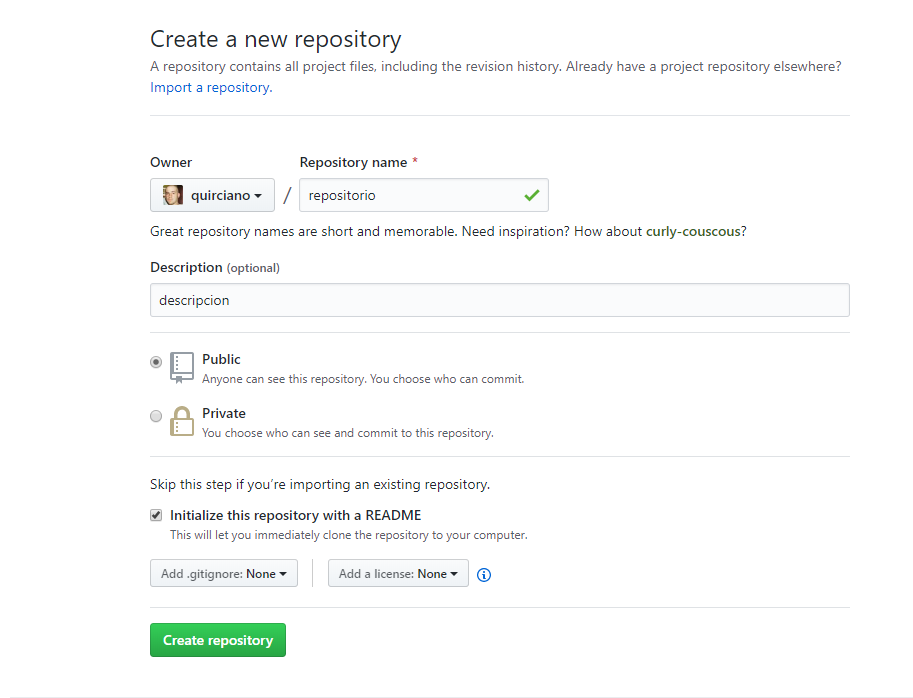 Create a new repository
A repository contains all project files, including the revision history. Already have a project repository elsewhere?
Import a repository.
Owner
Repository name *
quirciano
/
repositorio
Great repository names are short and memorable. Need inspiration? How about curly-couscous?
Description (optional)
descripcion
Public
Anyone can see this repository. You choose who can commit.
Private
You choose who can see and commit to this repository.
Skip this step if you’re importing an existing repository.
Initialize this repository with a README
This will let you immediately clone the repository to your computer.
Add .gitignore: None
Add a license: None
Create repository